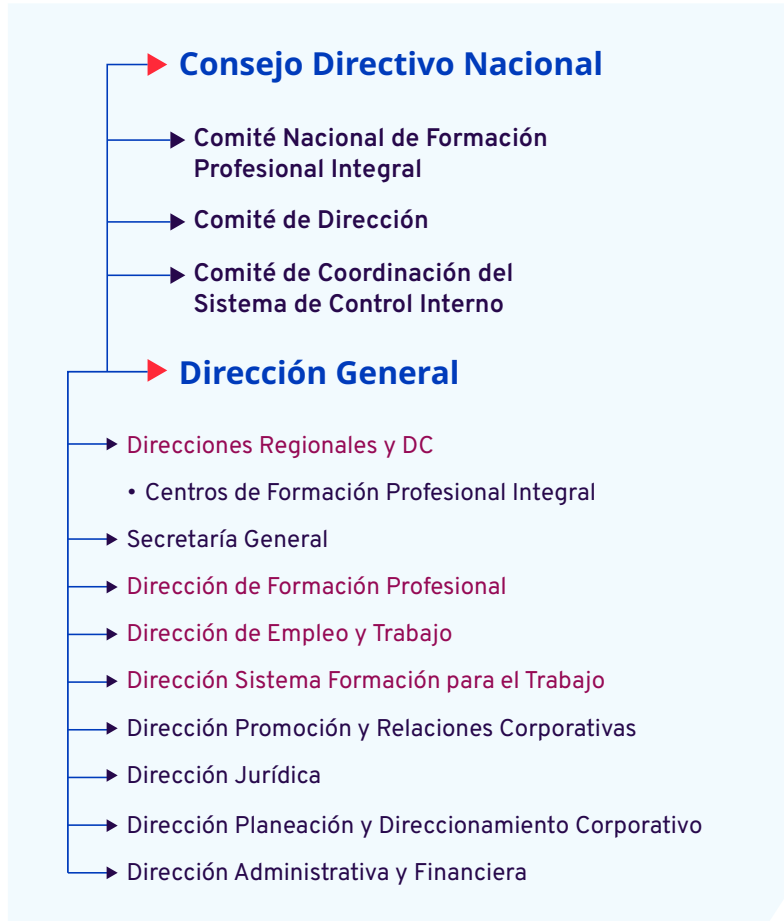 Consejo Directivo Nacional
Comité Nacional de Formación
Profesional Integral
Comité de Dirección
Comité de Coordinación del
Sistema de Control Interno
Dirección General
Direcciones Regionales y DC
• Centros de Formación Profesional Integral
Secretaría General
Dirección de Formación Profesional
Dirección de Empleo y Trabajo
Dirección Sistema Formación para el Trabajo
Dirección Promoción y Relaciones Corporativas
Dirección Jurídica
Dirección Planeación y Direccionamiento Corporativo
Dirección Administrativa y Financiera